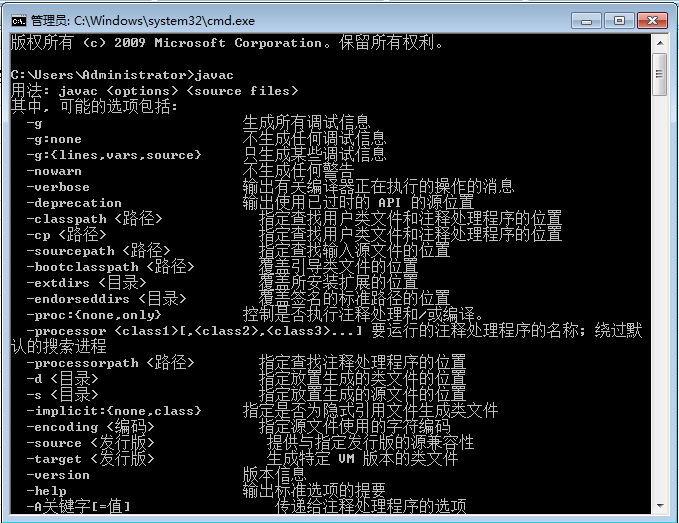 管理员: C:\Windows\system32\cmd.exe
版权所有 (c) 2009 Microsoft Corporation。保留所有权利。
C:\Users\Administrator>javac
用法: javac <options> <source files>
其中, 可能的选项包括:
-g 生成所有调试信息
-g:none 不生成任何调试信息
-g:{lines,vars,source} 只生成某些调试信息
-nowarn 不生成任何警告
-verbose 输出有关编译器正在执行的操作的消息
-deprecation 输出使用已过时的 API 的源位置
-classpath <路径> 指定查找用户类文件和注释处理程序的位置
-cp <路径> 指定查找用户类文件和注释处理程序的位置
-sourcepath <路径> 指定查找输入源文件的位置
-bootclasspath <路径> 覆盖引导类文件的位置
-extdirs <目录> 覆盖所安装扩展的位置
-endorseddirs <目录> 覆盖签名的标准路径的位置
-proc:{none,only} 控制是否执行注释处理和/或编译。
-processor <class1>[,<class2>,<class3>...] 要运行的注释处理程序的名称; 绕过默
认的搜索进程
-processorpath <路径> 指定查找注释处理程序的位置
-d <目录> 指定放置生成的类文件的位置
-s <目录> 指定放置生成的源文件的位置
-implicit:{none,class} 指定是否为隐式引用文件生成类文件
-encoding <编码> 指定源文件使用的字符编码
-source <发行版> 提供与指定发行版的源兼容性
-target <发行版> 生成特定 VM 版本的类文件
-version 版本信息
-help 输出标准选项的提要
-A关键字[=值] 传递给注释处理程序的选项